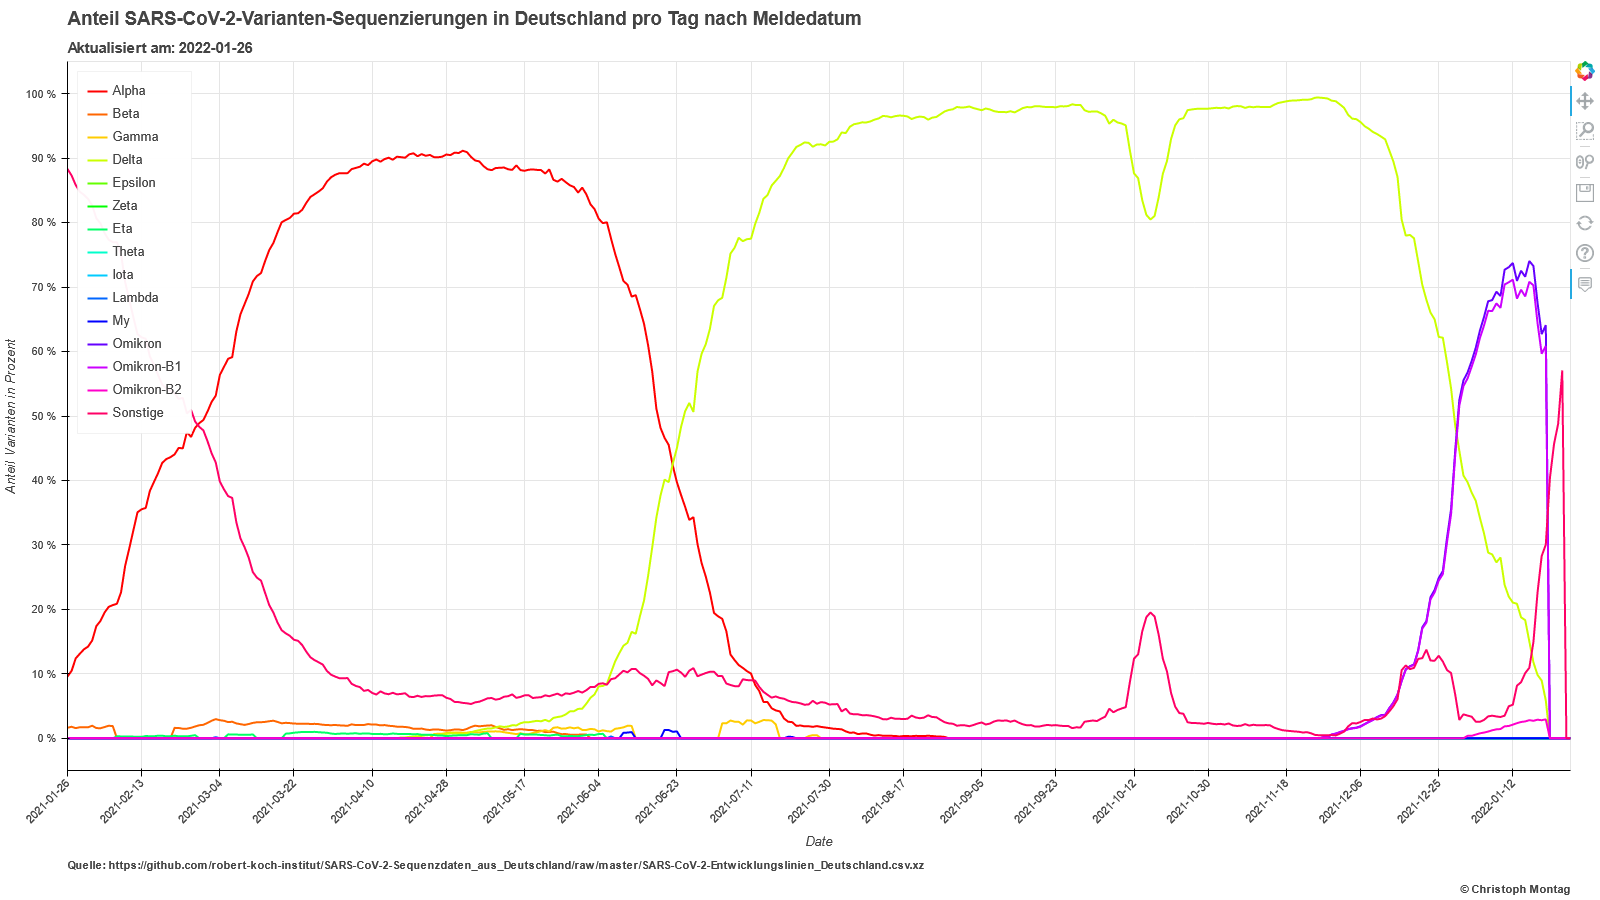 Anteil SARS-CoV-2-Varianten-Sequenzierungen in Deutschland pro Tag nach Meldedatum
Aktualisiert am: 2022-01-26
Alpha
Beta
Gamma
Delta
Epsilon
Zeta
Eta
Theta
Iota
Lambda
My
Omikron
Omikron-B1
Omikron-B2
Sonstige
100 %
90 %
80 %
70 %
60 %
50 %
40 %
30 %
20 %
10 %
0 %
Anteil Varianten in Prozent
2021-01-26
2021-02-13
2021-03-04
2021-03-22
2021-04-10
2021-04-28
2021-05-17
2021-06-04
2021-06-23
2021-07-11
2021-07-30
2021-08-17
2021-09-05
2021-09-23
2021-10-12
2021-10-30
2021-11-18
2021-12-06
2021-12-25
2022-01-12
Date
Quelle: https://github.com/robert-koch-institut/SARS-CoV-2-Sequenzdaten_aus_Deutschland/raw/master/SARS-CoV-2-Entwicklungslinien_Deutschland.csv.xz
© Christoph Montag